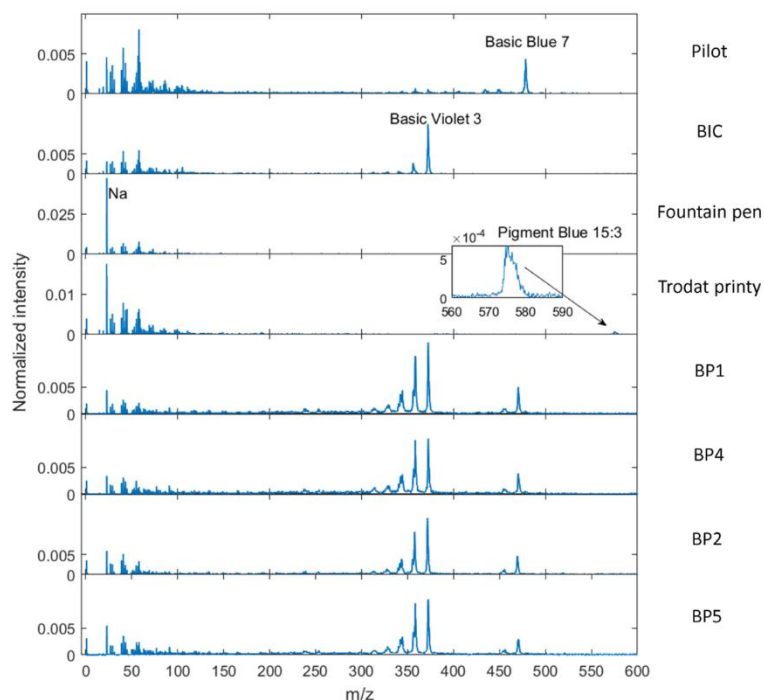 Pilot
Basic Blue 7
0.005
0
BIC
Basic Violet 3
0.005
0
Fountain pen
Na
0.025
0
Pigment Blue 15:3
×10⁻⁴
5
0
560 570 580 590
Trodat printy
0.01
0
Normalized intensity
BP1
0.005
0
BP4
0.005
0
BP2
0.005
0
BP5
0.005
0
0 50 100 150 200 250 300 350 400 450 500 550 600
m/z